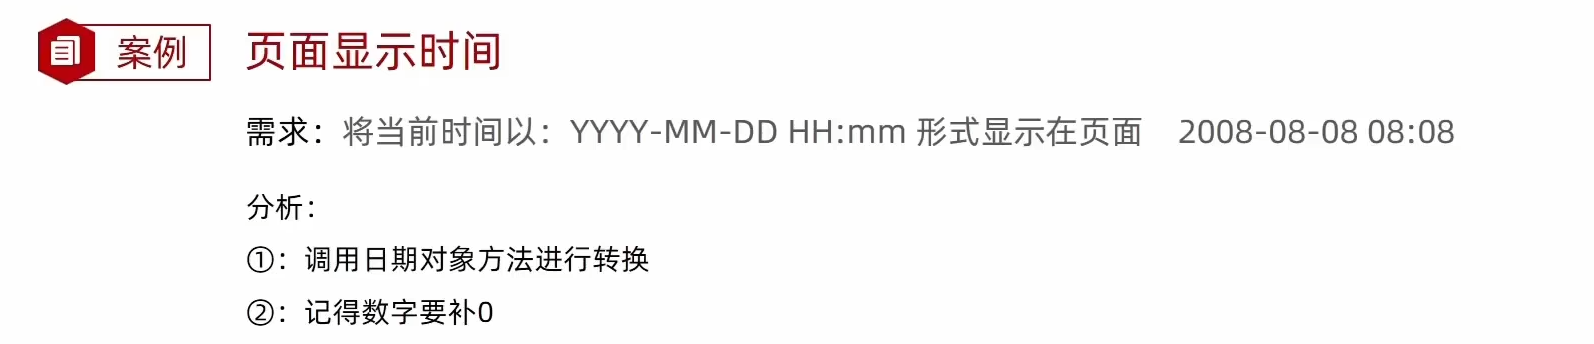 案例 页面显示时间
需求：将当前时间以：YYYY-MM-DD HH:mm 形式显示在页面 2008-08-08 08:08
分析：
①：调用日期对象方法进行转换
②：记得数字要补0